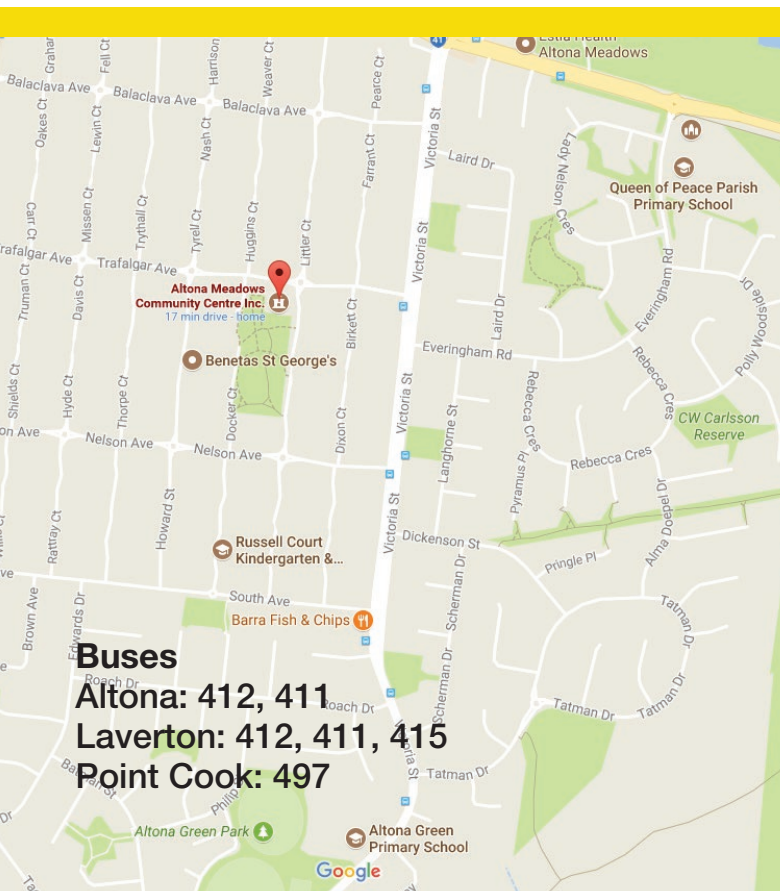 Estia Health
Altona Meadows
Fell Ct
Harrison
Weaver Ct
Pearce Ct
Balaclava Ave
Balaclava Ave
Balaclava Ave
Oakes Ct
Lewin Ct
Nash Ct
Farrant Ct
Victoria St
Laird Dr
Lady Nelson Cres
Queen of Peace Parish
Primary School
Carr Ct
Missen Ct
Trythall Ct
Tyrell Ct
Huggins Ct
Littler Ct
Victoria St
Trafalgar Ave
Altona Meadows
Community Centre Inc.
17 min drive - home
H
Truman Ct
Davis Ct
Birkett Ct
Laird Dr
Everingham Rd
Polly Woodside Dr
Everingham Rd
Benetas St George's
Shields Ct
Hyde Ct
Thorpe Ct
Docker Ct
Dixon Ct
Victoria St
Langhorne St
Rebecca Cres
Rebecca Cres
CW Carlsson
Reserve
Nelson Ave
Nelson Ave
Rebecca Cres
Pyramus Pl
Howard St
Rattray Ct
Victoria St
Dickenson St
Alma Doepel Dr
Pringle Pl
Russell Court
Kindergarten &...
South Ave
Barra Fish & Chips
Brown Ave
Edwards Dr
Scherman Dr
Tatman Dr
Buses
Roach Dr
Altona: 412, 411
Roach Dr
Scherman Dr
Tatman Dr
Tatman Dr
Laverton: 412, 411, 415
Victoria St
Point Cook: 497
Tatman Dr
Altona Green Park
Altona Green
Primary School
Google